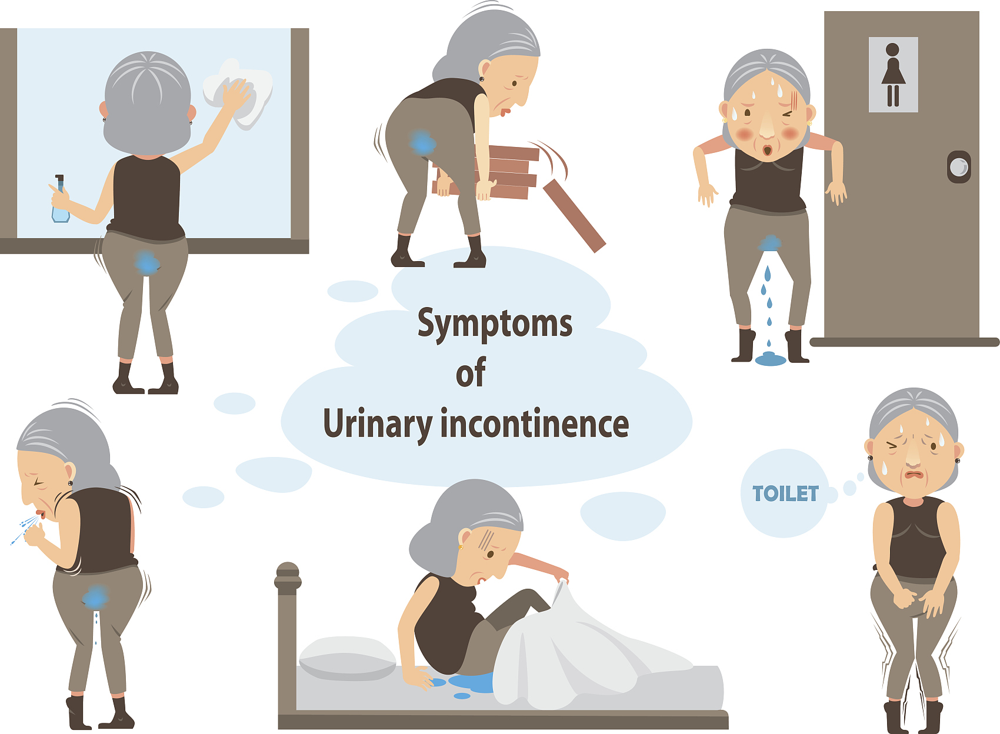 Symptoms
of
Urinary incontinence
TOILET